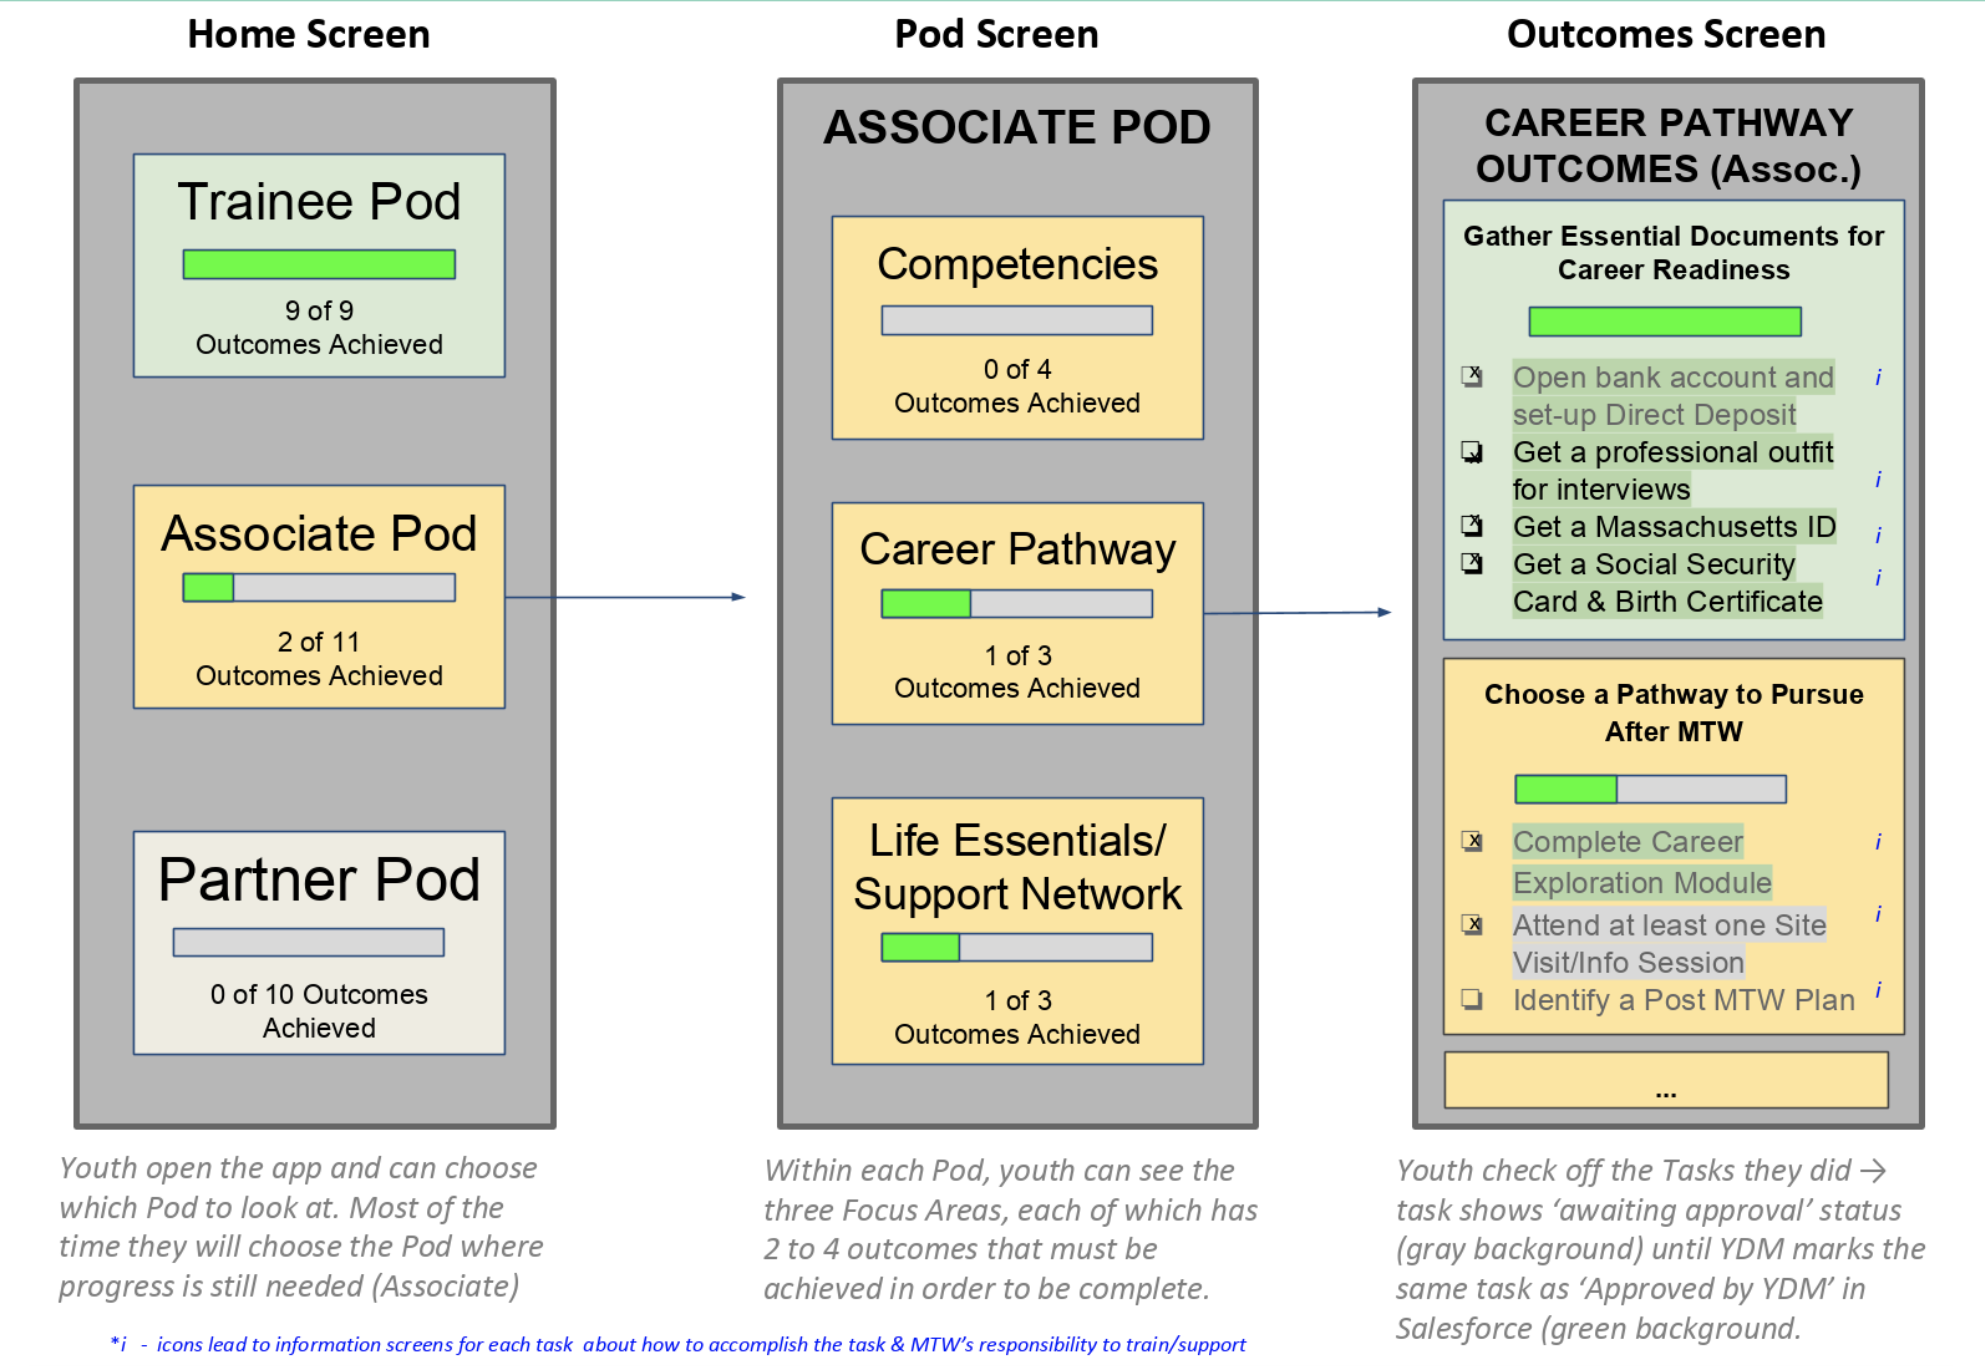 Home Screen
Trainee Pod
9 of 9
Outcomes Achieved
Associate Pod
2 of 11
Outcomes Achieved
Partner Pod
0 of 10 Outcomes
Achieved
Youth open the app and can choose
which Pod to look at. Most of the
time they will choose the Pod where
progress is still needed (Associate)
Pod Screen
ASSOCIATE POD
Competencies
0 of 4
Outcomes Achieved
Career Pathway
1 of 3
Outcomes Achieved
Life Essentials/
Support Network
1 of 3
Outcomes Achieved
Within each Pod, youth can see the
three Focus Areas, each of which has
2 to 4 outcomes that must be
achieved in order to be complete.
Outcomes Screen
CAREER PATHWAY
OUTCOMES (Assoc.)
Gather Essential Documents for
Career Readiness
x Open bank account and i
set-up Direct Deposit
x Get a professional outfit
for interviews i
x Get a Massachusetts ID i
x Get a Social Security i
Card & Birth Certificate
Choose a Pathway to Pursue
After MTW
x Complete Career i
Exploration Module
x Attend at least one Site i
Visit/Info Session
Identify a Post MTW Plan i
...
Youth check off the Tasks they did →
task shows ‘awaiting approval’ status
(gray background) until YDM marks the
same task as ‘Approved by YDM’ in
Salesforce (green background.
*i - icons lead to information screens for each task about how to accomplish the task & MTW’s responsibility to train/support